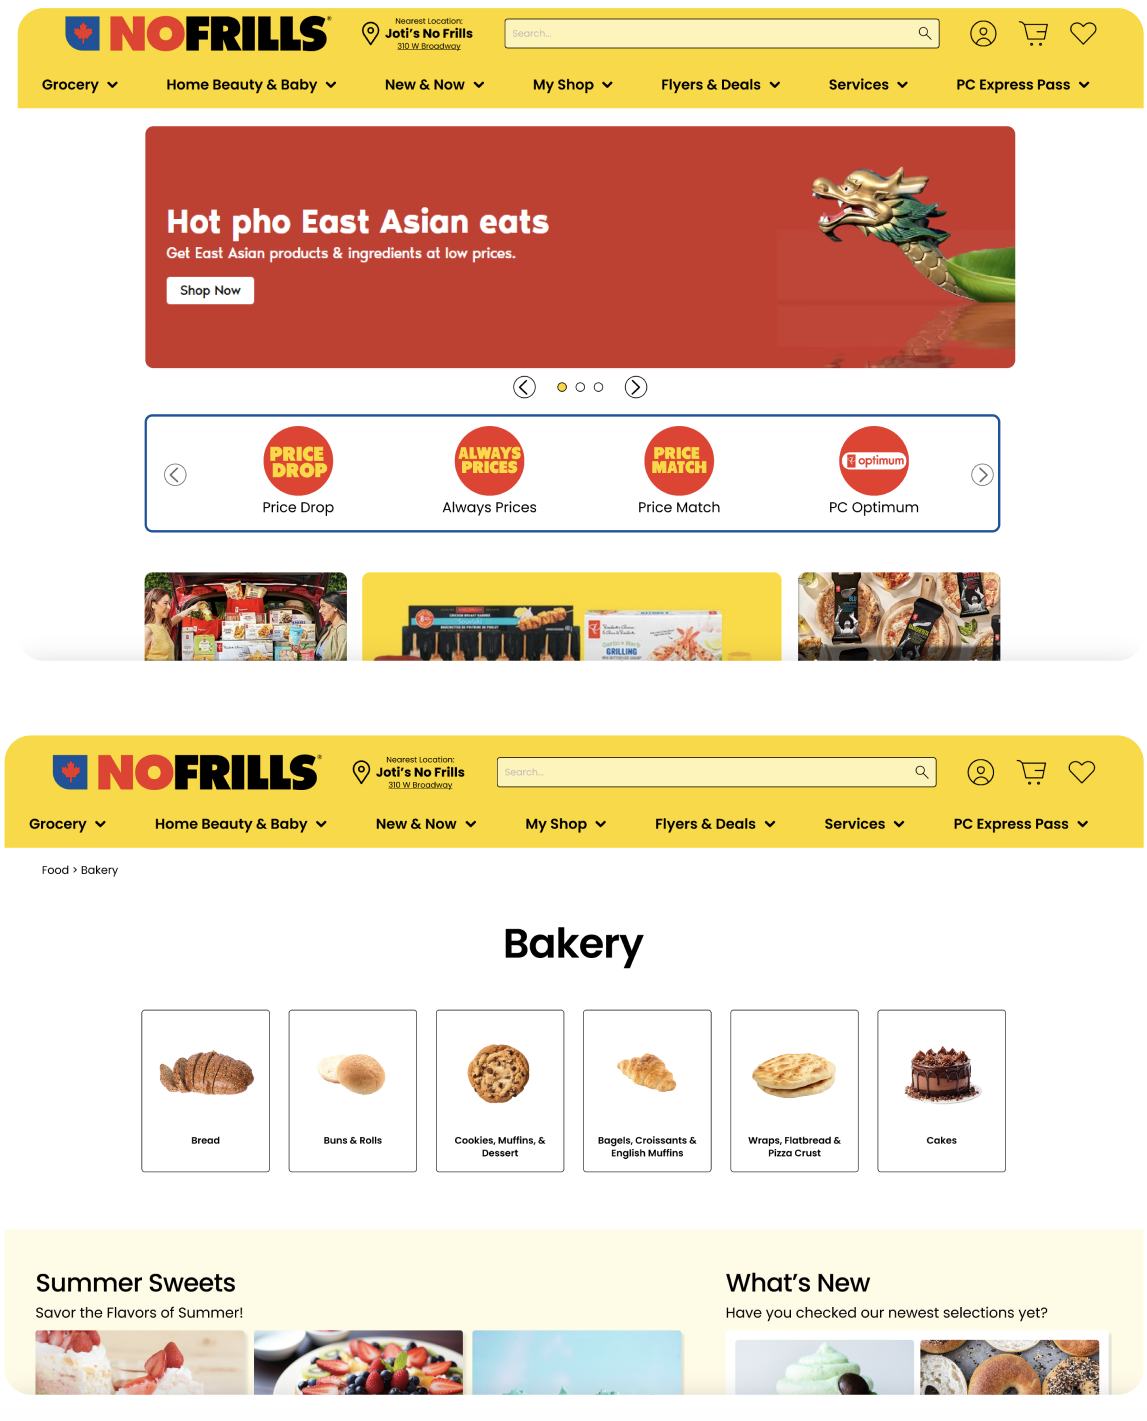 NOFRILLS®
Nearest Location:
Joti's No Frills
310 W Broadway
Search...
Grocery
Home Beauty & Baby
New & Now
My Shop
Flyers & Deals
Services
PC Express Pass
Hot pho East Asian eats
Get East Asian products & ingredients at low prices.
Shop Now
PRICE
DROP
ALWAYS
PRICES
PRICE
MATCH
PC optimum
Price Drop
Always Prices
Price Match
PC Optimum
GRILLING
NOFRILLS®
Nearest Location:
Joti's No Frills
310 W Broadway
Search...
Grocery
Home Beauty & Baby
New & Now
My Shop
Flyers & Deals
Services
PC Express Pass
Food > Bakery
Bakery
Bread
Buns & Rolls
Cookies, Muffins, &
Dessert
Bagels, Croissants &
English Muffins
Wraps, Flatbread &
Pizza Crust
Cakes
Summer Sweets
Savor the Flavors of Summer!
What's New
Have you checked our newest selections yet?